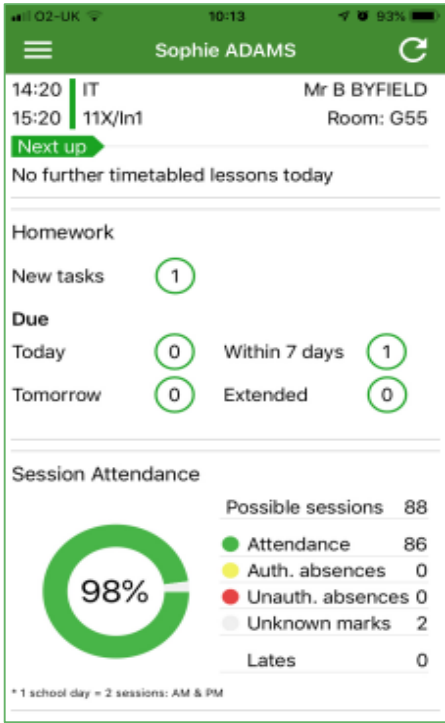 O2-UK 10:13 93%
Sophie ADAMS
14:20 IT Mr B BYFIELD
15:20 11X/In1 Room: G55
Next up
No further timetabled lessons today
Homework
New tasks 1
Due
Today 0 Within 7 days 1
Tomorrow 0 Extended 0
Session Attendance
Possible sessions 88
Attendance 86
Auth. absences 0
98%
Unauth. absences 0
Unknown marks 2
Lates 0
* 1 school day = 2 sessions: AM & PM